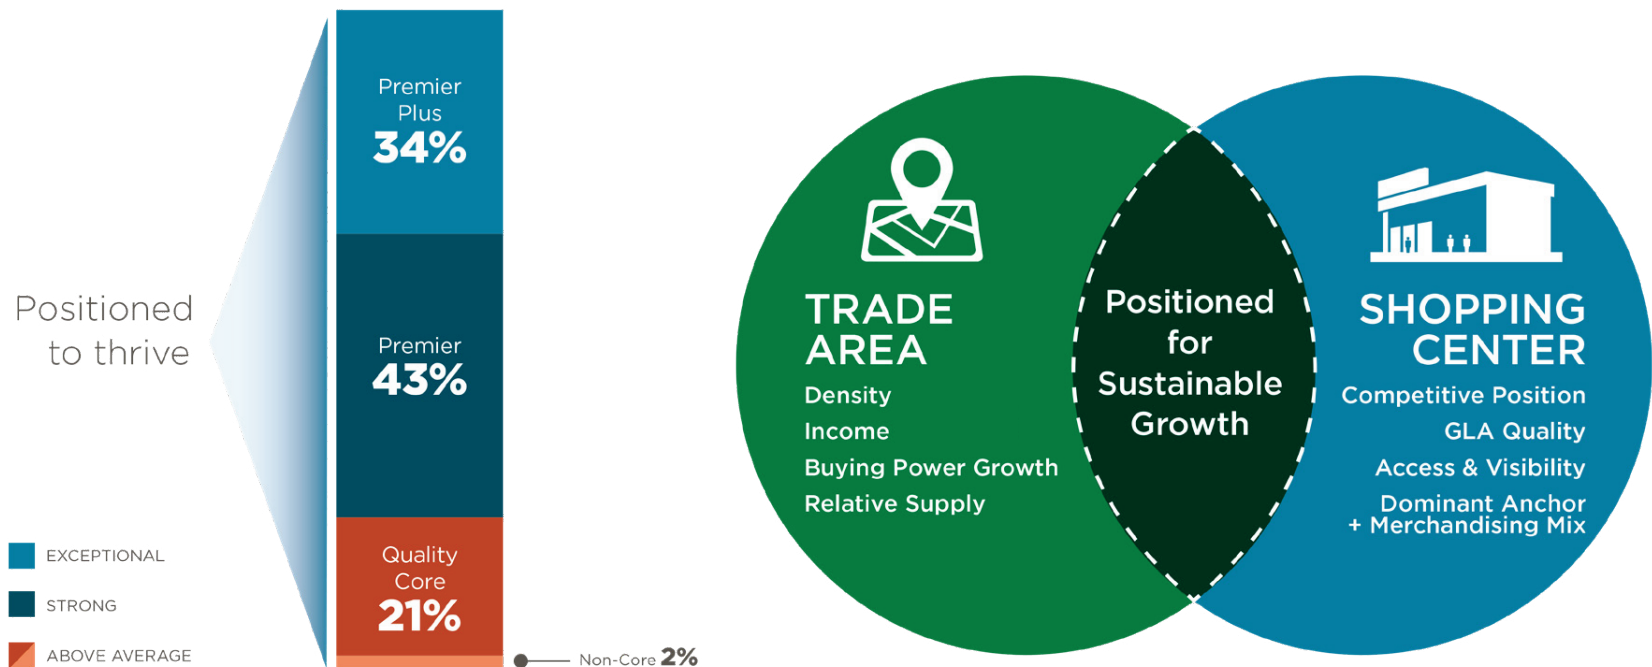 Positioned
to thrive
EXCEPTIONAL
STRONG
ABOVE AVERAGE
Premier
Plus
34%
Premier
43%
Quality
Core
21%
Non-Core 2%
TRADE
AREA
Density
Income
Buying Power Growth
Relative Supply
Positioned
for
Sustainable
Growth
SHOPPING
CENTER
Competitive Position
GLA Quality
Access & Visibility
Dominant Anchor
+ Merchandising Mix